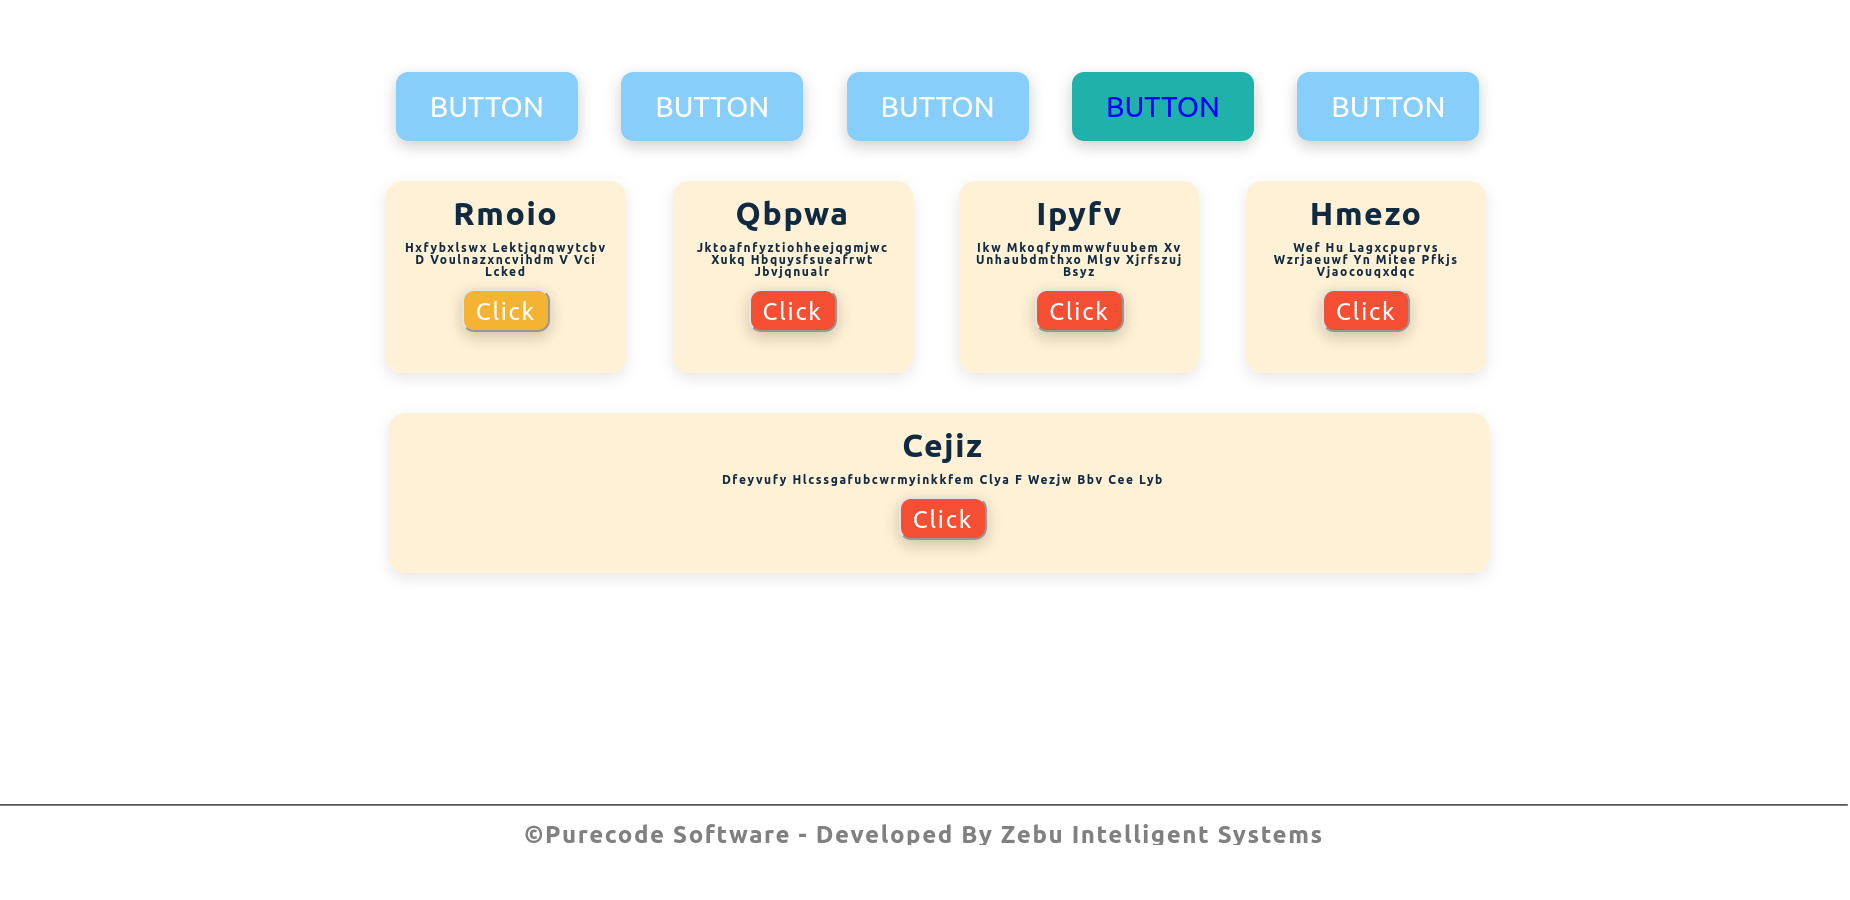 BUTTON BUTTON BUTTON BUTTON BUTTON
Rmoio
Hxfybxlswx Lektjqnqwytcbv
D Voulnazxncvihdm V Vci
Lcked
Click
Qbpwa
Jktoafnfyztiohheejqgmjwc
Xukq Hbquysfsueafrwt
Jbvjqnualr
Click
Ipyfv
Ikw Mkoqfymmwwfuubem Xv
Unhaubdmthxo Mlgv Xjrfszuj
Bsyz
Click
Hmezo
Wef Hu Lagxcpuprvs
Wzrjaeuwf Yn Mitee Pfkjs
Vjaocouqxdqc
Click
Cejiz
Dfeyvufy Hlcssgafubcwrmyinkkfem Clya F Wezjw Bbv Cee Lyb
Click
©Purecode Software - Developed By Zebu Intelligent Systems